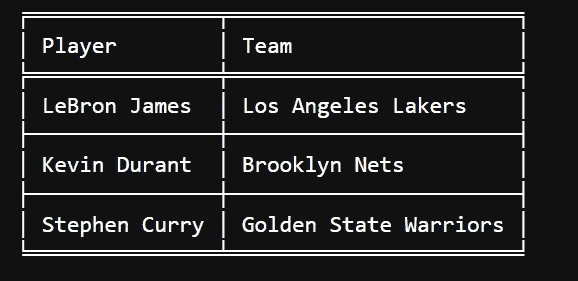 Player Team
LeBron James Los Angeles Lakers
Kevin Durant Brooklyn Nets
Stephen Curry Golden State Warriors